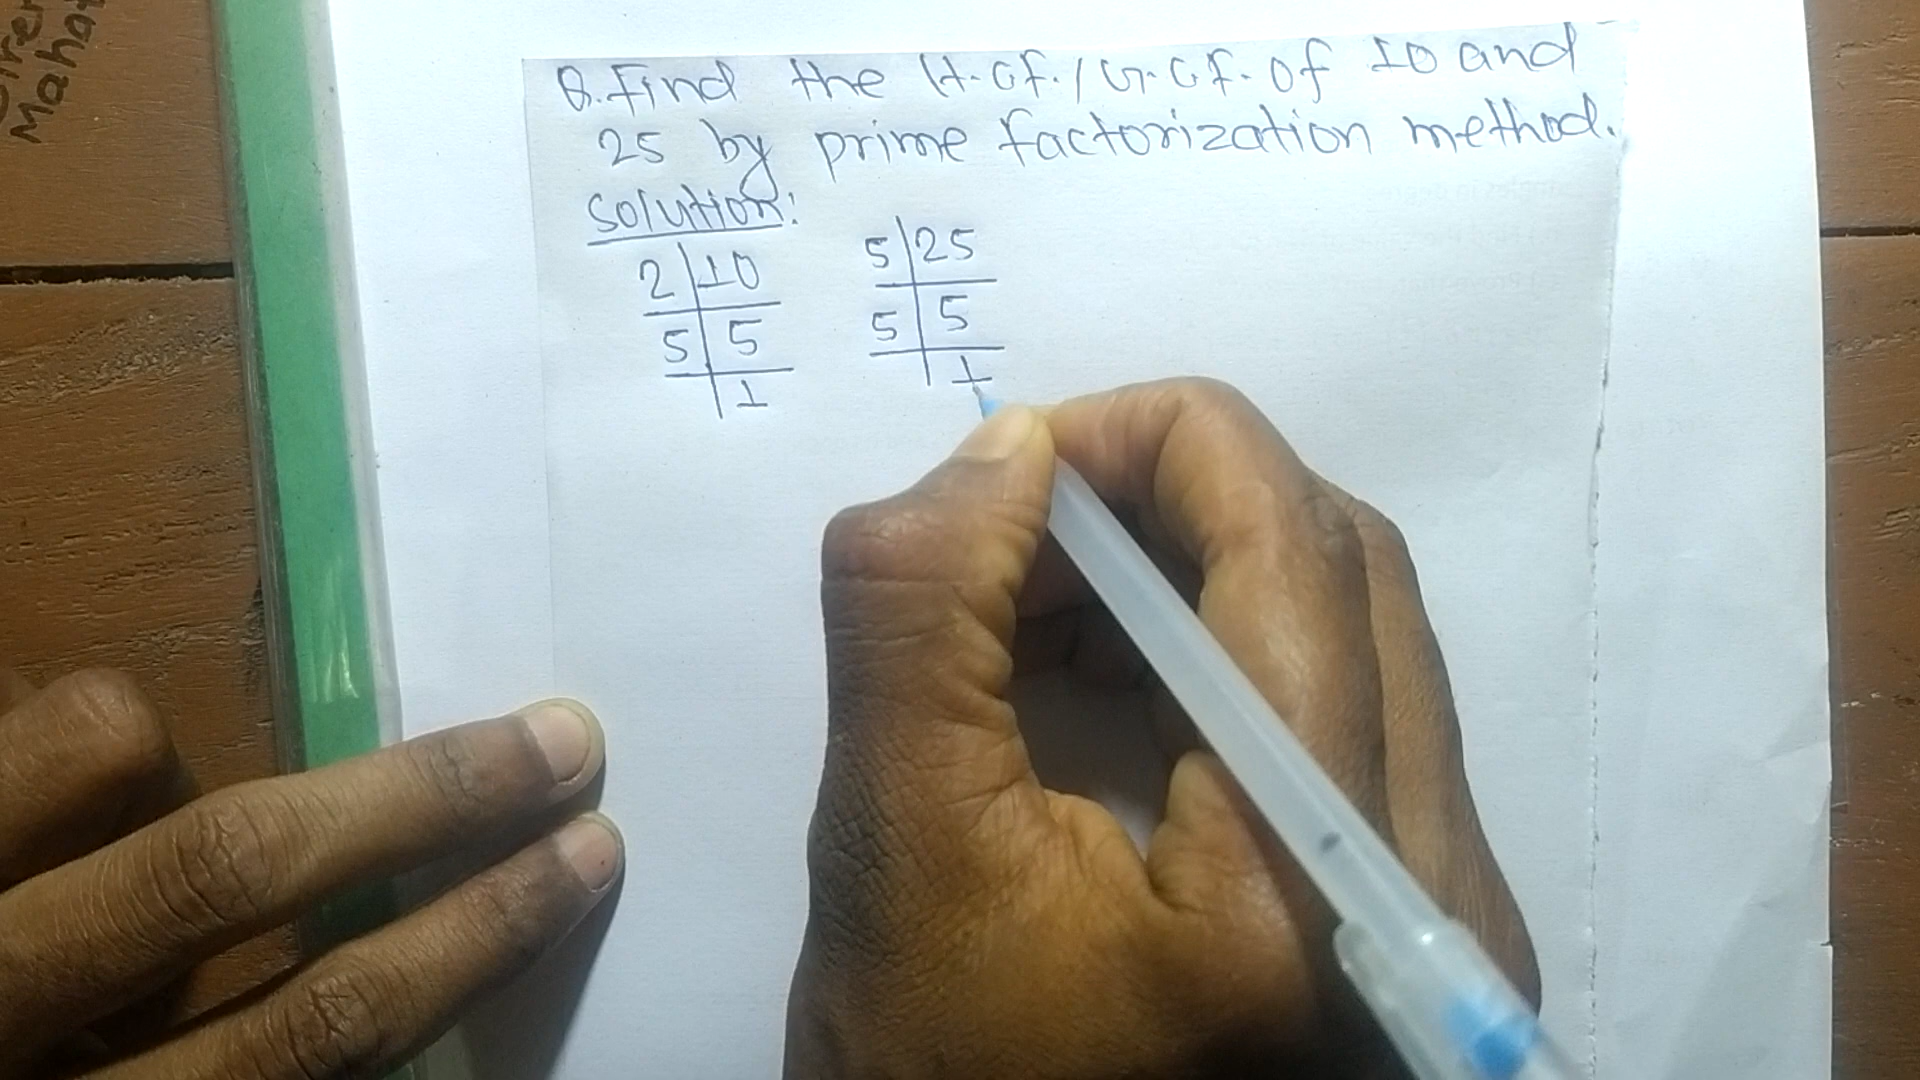 Q. Find the H.C.F. / G.C.F. of 10 and
25 by prime factorization method.
Solution:
2 | 10
5 | 5
1
5 | 25
5 | 5
1